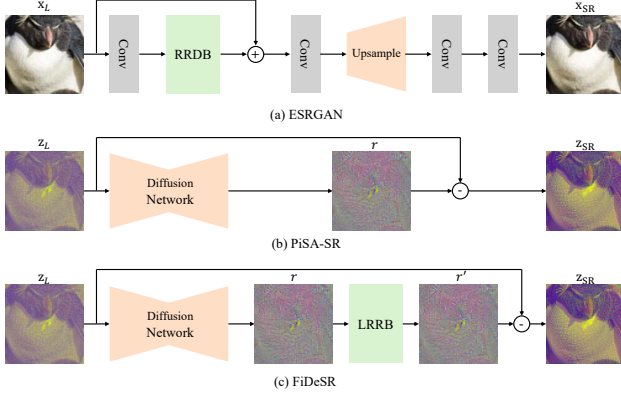 x_L x_SR
Conv RRDB + Conv Upsample Conv Conv
(a) ESRGAN
z_L r z_SR
Diffusion
Network
-
(b) PiSA-SR
z_L r r′ z_SR
Diffusion
Network
LRRB
-
(c) FiDeSR